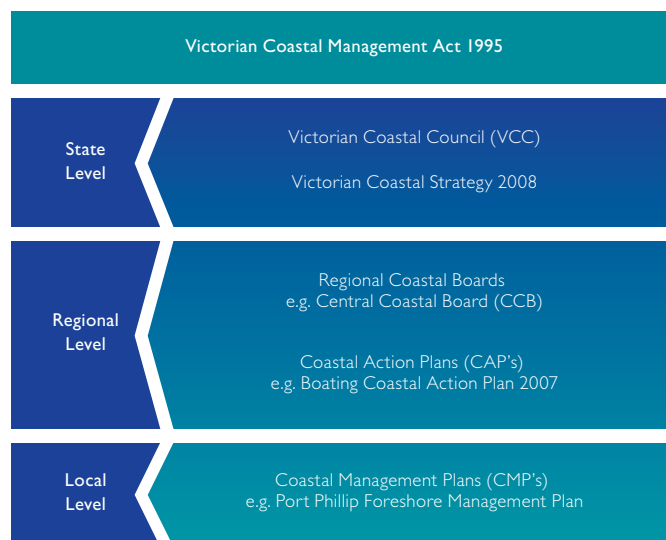 Victorian Coastal Management Act 1995
State
Level
Victorian Coastal Council (VCC)
Victorian Coastal Strategy 2008
Regional
Level
Regional Coastal Boards
e.g. Central Coastal Board (CCB)
Coastal Action Plans (CAP's)
e.g. Boating Coastal Action Plan 2007
Local
Level
Coastal Management Plans (CMP's)
e.g. Port Phillip Foreshore Management Plan